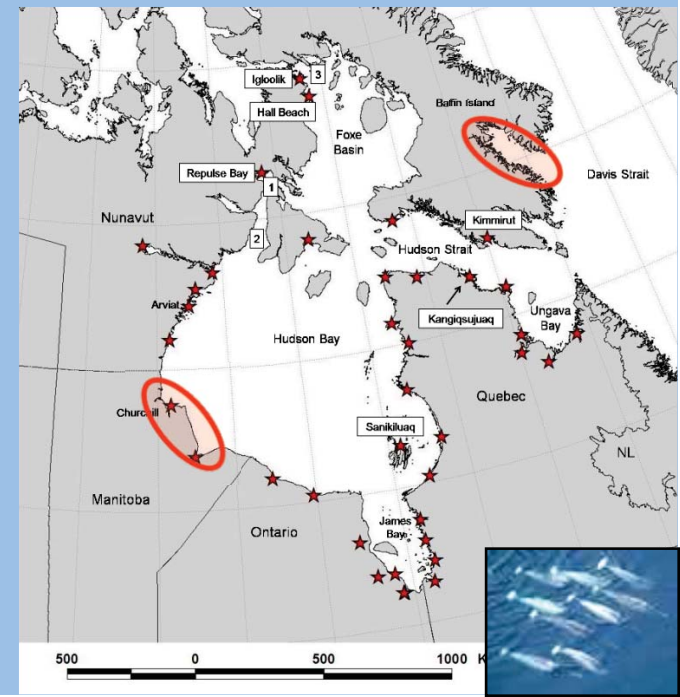 Igloolik
3
Hall Beach
Baffin Island
Foxe
Basin
Repulse Bay
1
Davis Strait
Nunavut
Kimmirut
2
Hudson Strait
Arviat
Kangiqsujuaq
Ungava
Bay
Hudson Bay
Churchill
Quebec
Sanikiluaq
NL
Manitoba
Ontario
James
Bay
500 0 500 1000 K